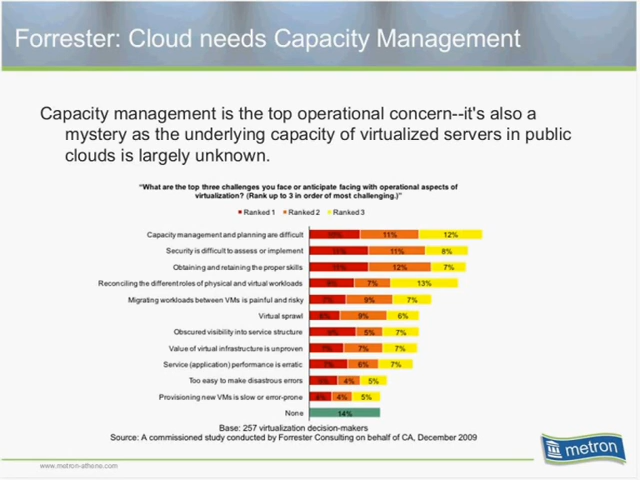 Forrester: Cloud needs Capacity Management
Capacity management is the top operational concern--it's also a
mystery as the underlying capacity of virtualized servers in public
clouds is largely unknown.
"What are the top three challenges you face or anticipate facing with operational aspects of
virtualization? (Rank up to 3 in order of most challenging.)"
Ranked 1 Ranked 2 Ranked 3
Capacity management and planning are difficult 11% 12%
Security is difficult to assess or implement 11% 8%
Obtaining and retaining the proper skills 12% 7%
Reconciling the different roles of physical and virtual workloads 7% 13%
Migrating workloads between VMs is painful and risky 9% 7%
Virtual sprawl 9% 6%
Obscured visibility into service structure 5% 7%
Value of virtual infrastructure is unproven 7% 7%
Service (application) performance is erratic 6% 7%
Too easy to make disastrous errors 4% 5%
Provisioning new VMs is slow or error-prone 4% 5%
None 14%
Base: 257 virtualization decision-makers
Source: A commissioned study conducted by Forrester Consulting on behalf of CA, December 2009
metron
www.metron-athene.com